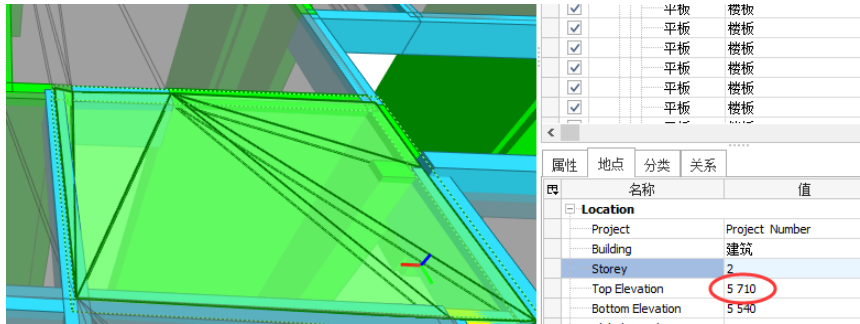 平板 楼板
平板 楼板
平板 楼板
平板 楼板
平板 楼板
平板 楼板
属性 地点 分类 关系
名称 值
Location
Project Project Number
Building 建筑
Storey 2
Top Elevation 5 710
Bottom Elevation 5 540